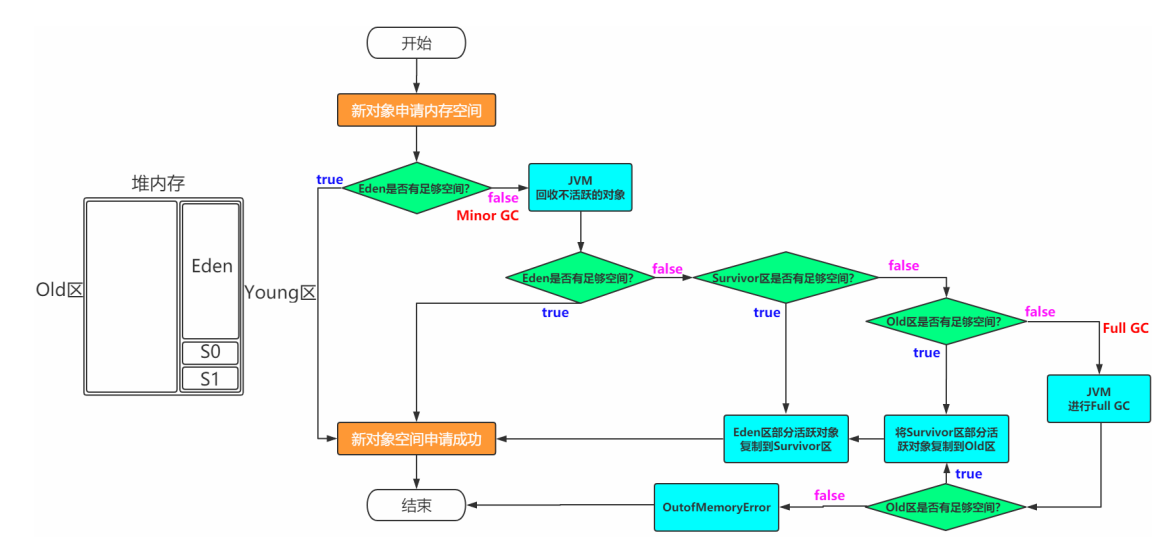 开始
新对象申请内存空间
true
Eden是否有足够空间?
false
Minor GC
JVM
回收不活跃的对象
堆内存
Old区
Eden
Young区
S0
S1
Eden是否有足够空间?
false
true
Survivor区是否有足够空间?
false
true
Old区是否有足够空间?
false
Full GC
true
JVM
进行Full GC
新对象空间申请成功
Eden区部分活跃对象
复制到Survivor区
将Survivor区部分活
跃对象复制到Old区
true
结束
OutofMemoryError
false
Old区是否有足够空间?